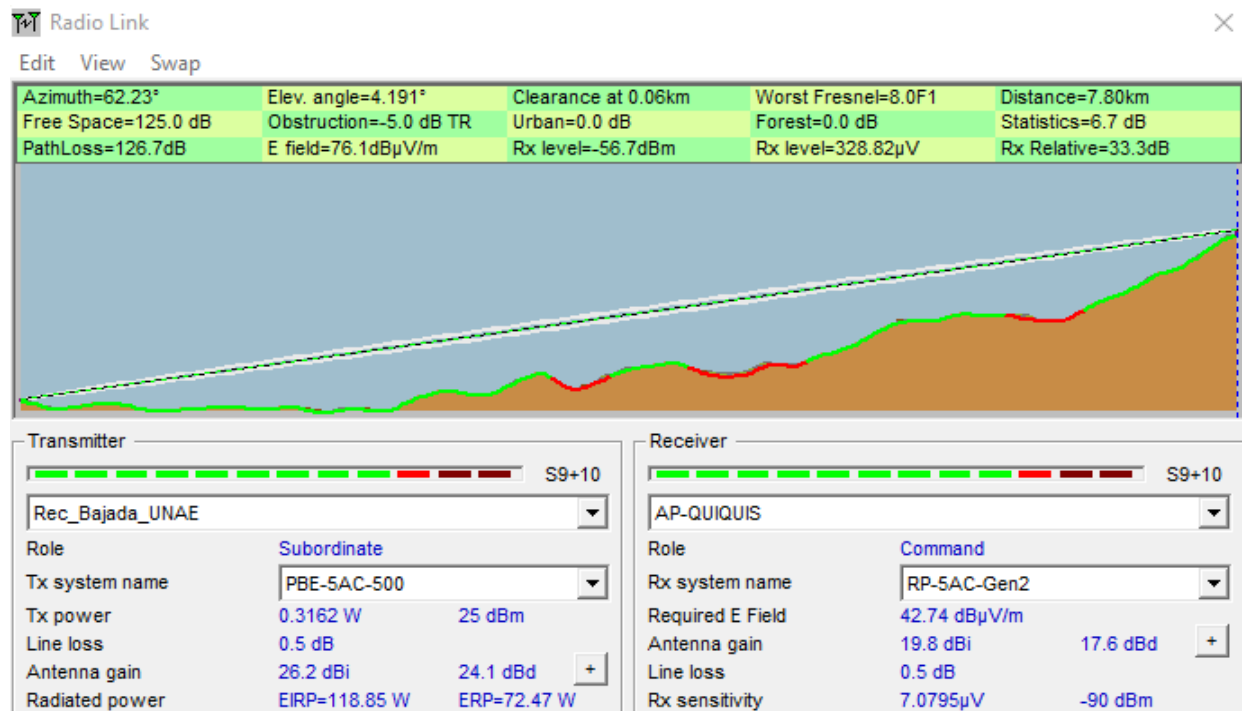 Radio Link
Edit View Swap
Azimuth=62.23° Elev. angle=4.191° Clearance at 0.06km Worst Fresnel=8.0F1 Distance=7.80km
Free Space=125.0 dB Obstruction=-5.0 dB TR Urban=0.0 dB Forest=0.0 dB Statistics=6.7 dB
PathLoss=126.7dB E field=76.1dBµV/m Rx level=-56.7dBm Rx level=328.82µV Rx Relative=33.3dB
Transmitter
S9+10
Rec_Bajada_UNAE
Role Subordinate
Tx system name PBE-5AC-500
Tx power 0.3162 W 25 dBm
Line loss 0.5 dB
Antenna gain 26.2 dBi 24.1 dBd +
Radiated power EIRP=118.85 W ERP=72.47 W
Receiver
S9+10
AP-QUIQUIS
Role Command
Rx system name RP-5AC-Gen2
Required E Field 42.74 dBµV/m
Antenna gain 19.8 dBi 17.6 dBd +
Line loss 0.5 dB
Rx sensitivity 7.0795µV -90 dBm